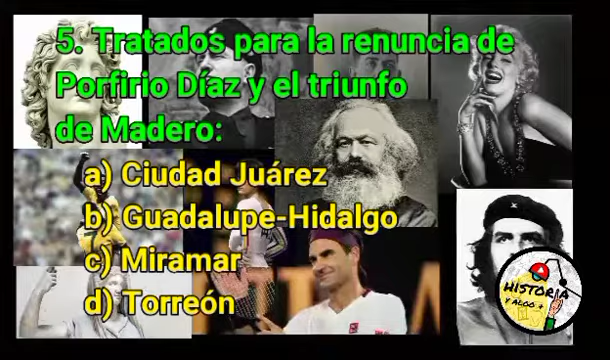 5. Tratados para la renuncia de
Porfirio Díaz y el triunfo
de Madero:
a) Ciudad Juárez
b) Guadalupe-Hidalgo
c) Miramar
d) Torreón
HISTORIA
Y ALGO +